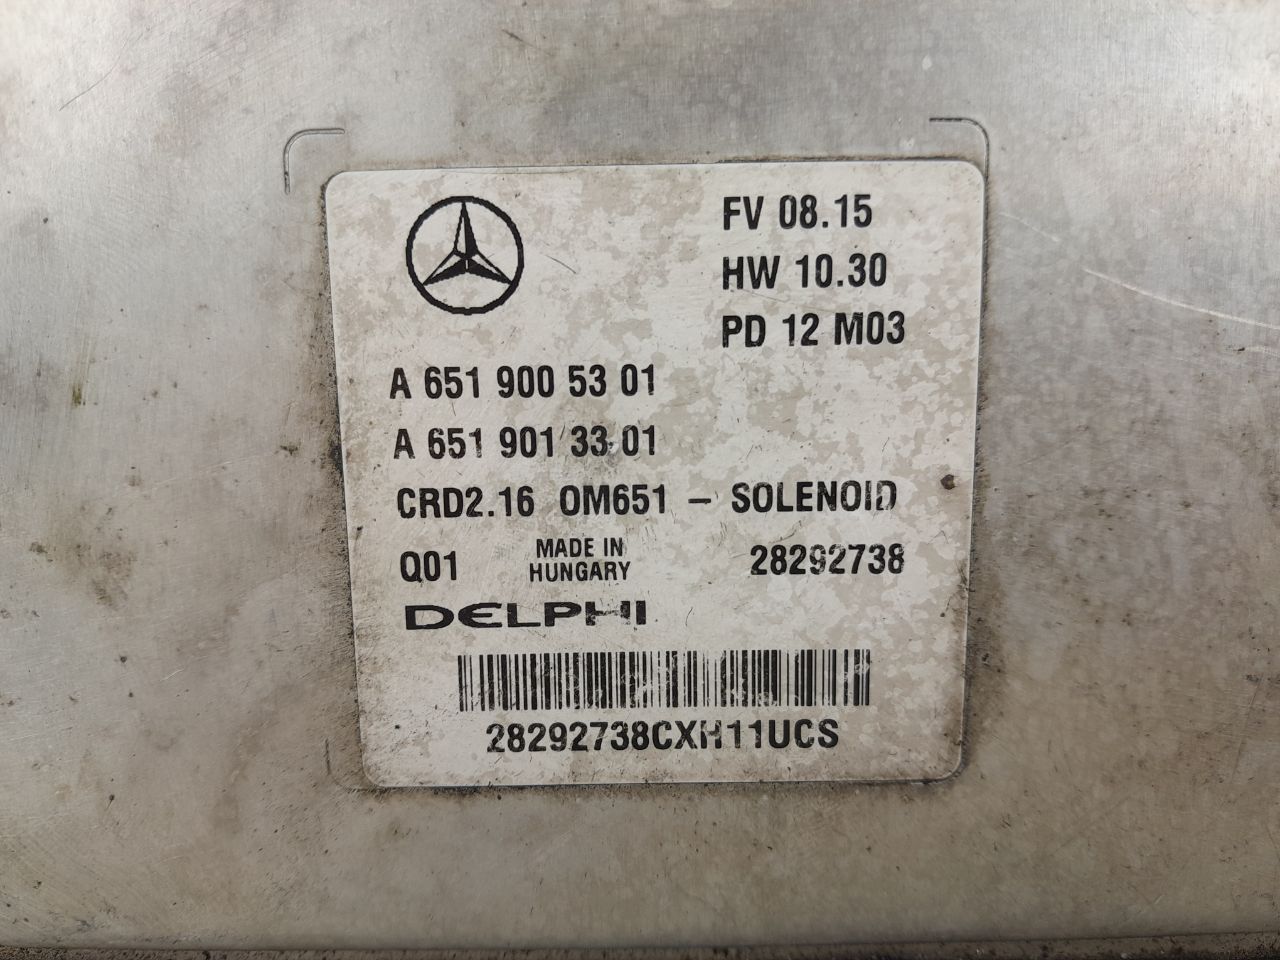 FV 08.15
HW 10.30
PD 12 M03
A 651 900 53 01
A 651 901 33 01
CRD2.16 OM651 – SOLENOID
Q01 MADE IN HUNGARY 28292738
DELPHI
28292738CXH11UCS